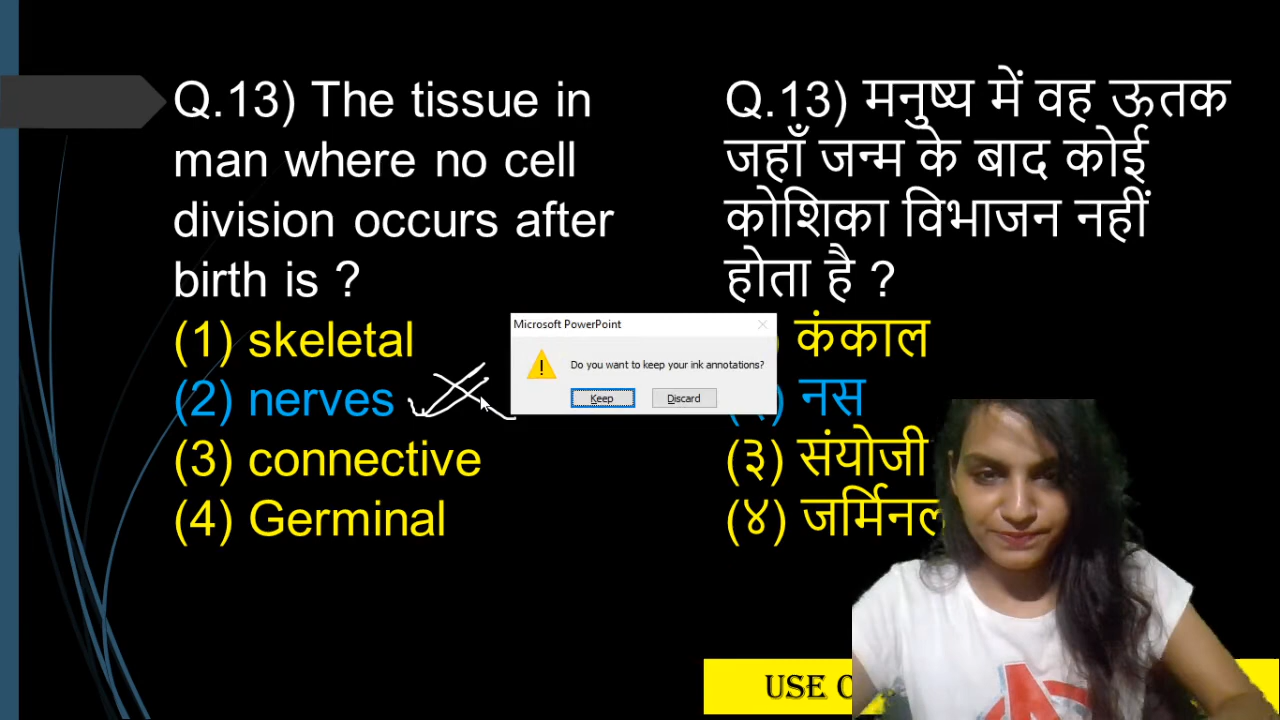 Q.13) The tissue in
man where no cell
division occurs after
birth is ?
(1) skeletal
(2) nerves
(3) connective
(4) Germinal
Q.13) मनुष्य में वह ऊतक
जहाँ जन्म के बाद कोई
कोशिका विभाजन नहीं
होता है ?
) कंकाल
) नस
(३) संयोजी
(४) जर्मिनल
Microsoft PowerPoint
Do you want to keep your ink annotations?
Keep
Discard
USE